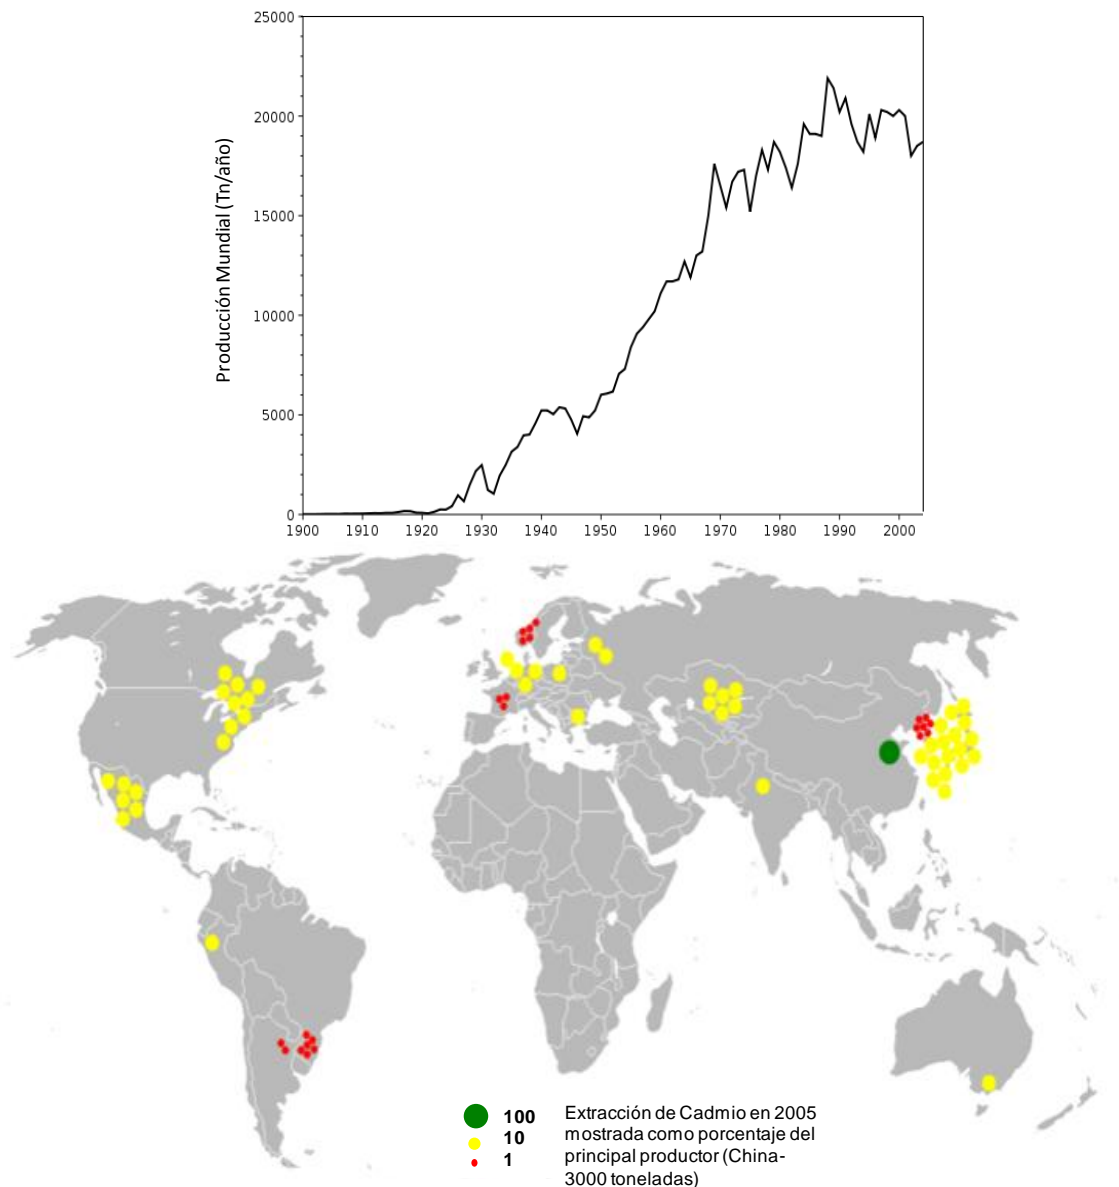 25000
20000
15000
10000
5000
0
Producción Mundial (Tn/año)
1900 1910 1920 1930 1940 1950 1960 1970 1980 1990 2000
100
10
1
Extracción de Cadmio en 2005
mostrada como porcentaje del
principal productor (China-
3000 toneladas)